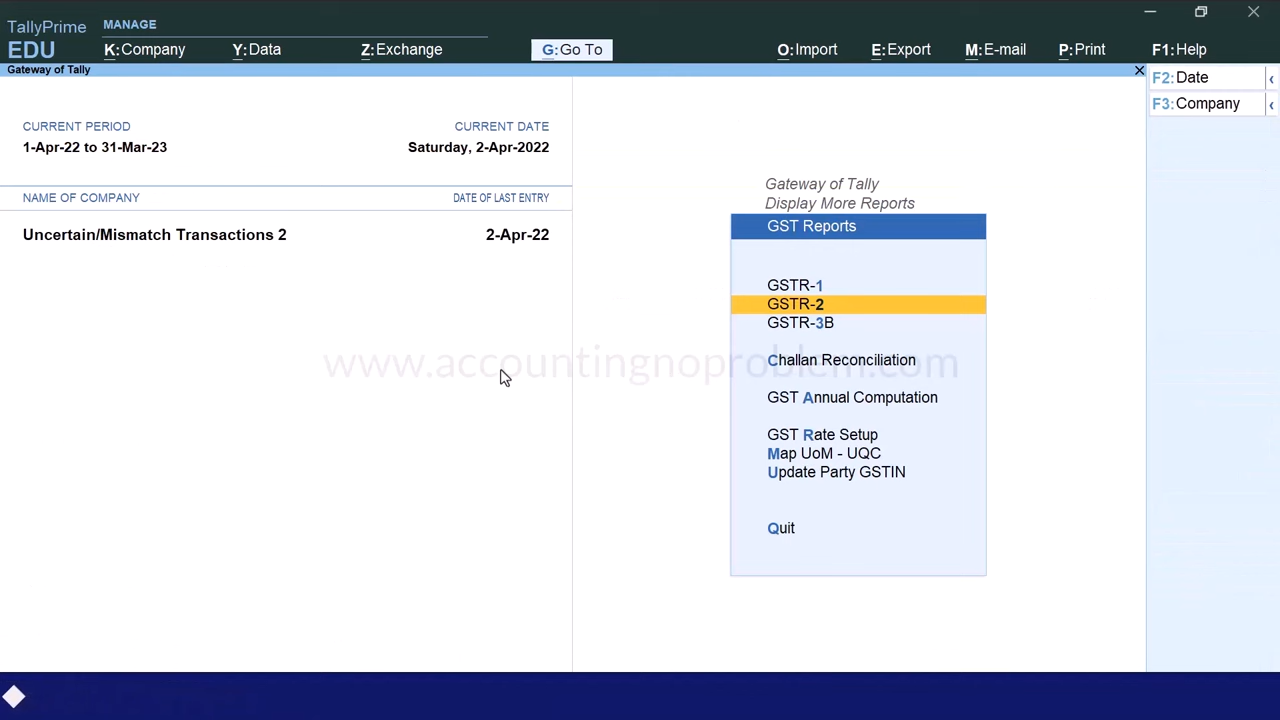 TallyPrime
EDU
MANAGE
K:Company
Y:Data
Z:Exchange
G:Go To
O:Import
E:Export
M:E-mail
P:Print
F1:Help
Gateway of Tally
F2:Date
F3:Company
CURRENT PERIOD
CURRENT DATE
1-Apr-22 to 31-Mar-23
Saturday, 2-Apr-2022
NAME OF COMPANY
DATE OF LAST ENTRY
Uncertain/Mismatch Transactions 2
2-Apr-22
Gateway of Tally
Display More Reports
GST Reports
GSTR-1
GSTR-2
GSTR-3B
Challan Reconciliation
GST Annual Computation
GST Rate Setup
Map UoM - UQC
Update Party GSTIN
Quit
www.accountingnoproblem.com